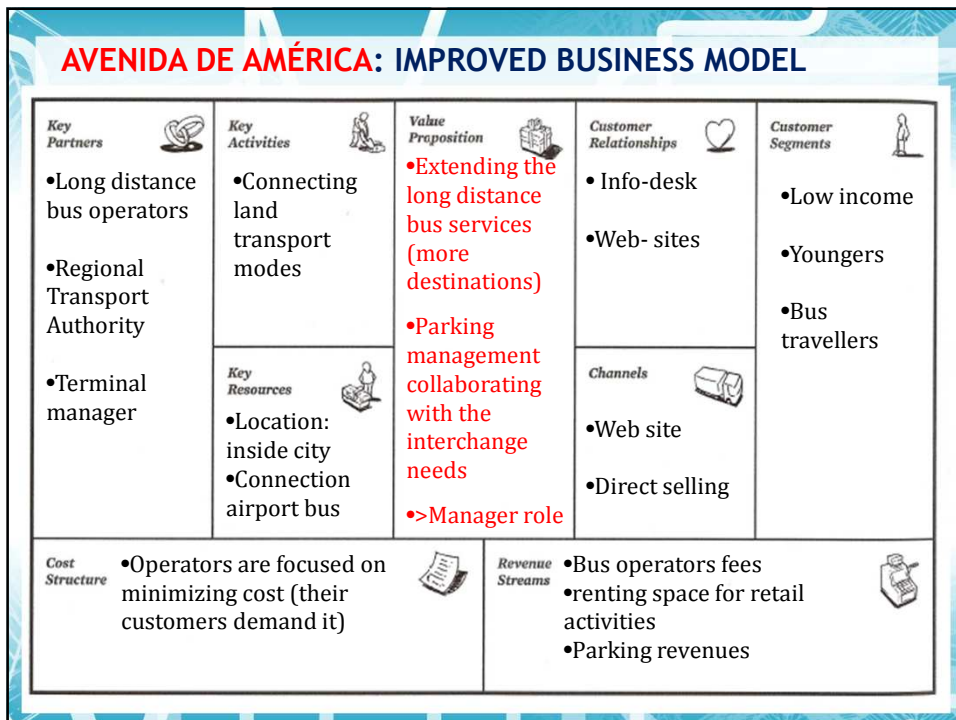 AVENIDA DE AMÉRICA: IMPROVED BUSINESS MODEL
Key
Partners
•Long distance
bus operators
•Regional
Transport
Authority
•Terminal
manager
Key
Activities
•Connecting
land
transport
modes
Key
Resources
•Location:
inside city
•Connection
airport bus
Value
Proposition
•Extending the
long distance
bus services
(more
destinations)
•Parking
management
collaborating
with the
interchange
needs
•>Manager role
Customer
Relationships
• Info-desk
•Web- sites
Channels
•Web site
•Direct selling
Customer
Segments
•Low income
•Youngers
•Bus
travellers
Cost
Structure
•Operators are focused on
minimizing cost (their
customers demand it)
Revenue
Streams
•Bus operators fees
•renting space for retail
activities
•Parking revenues